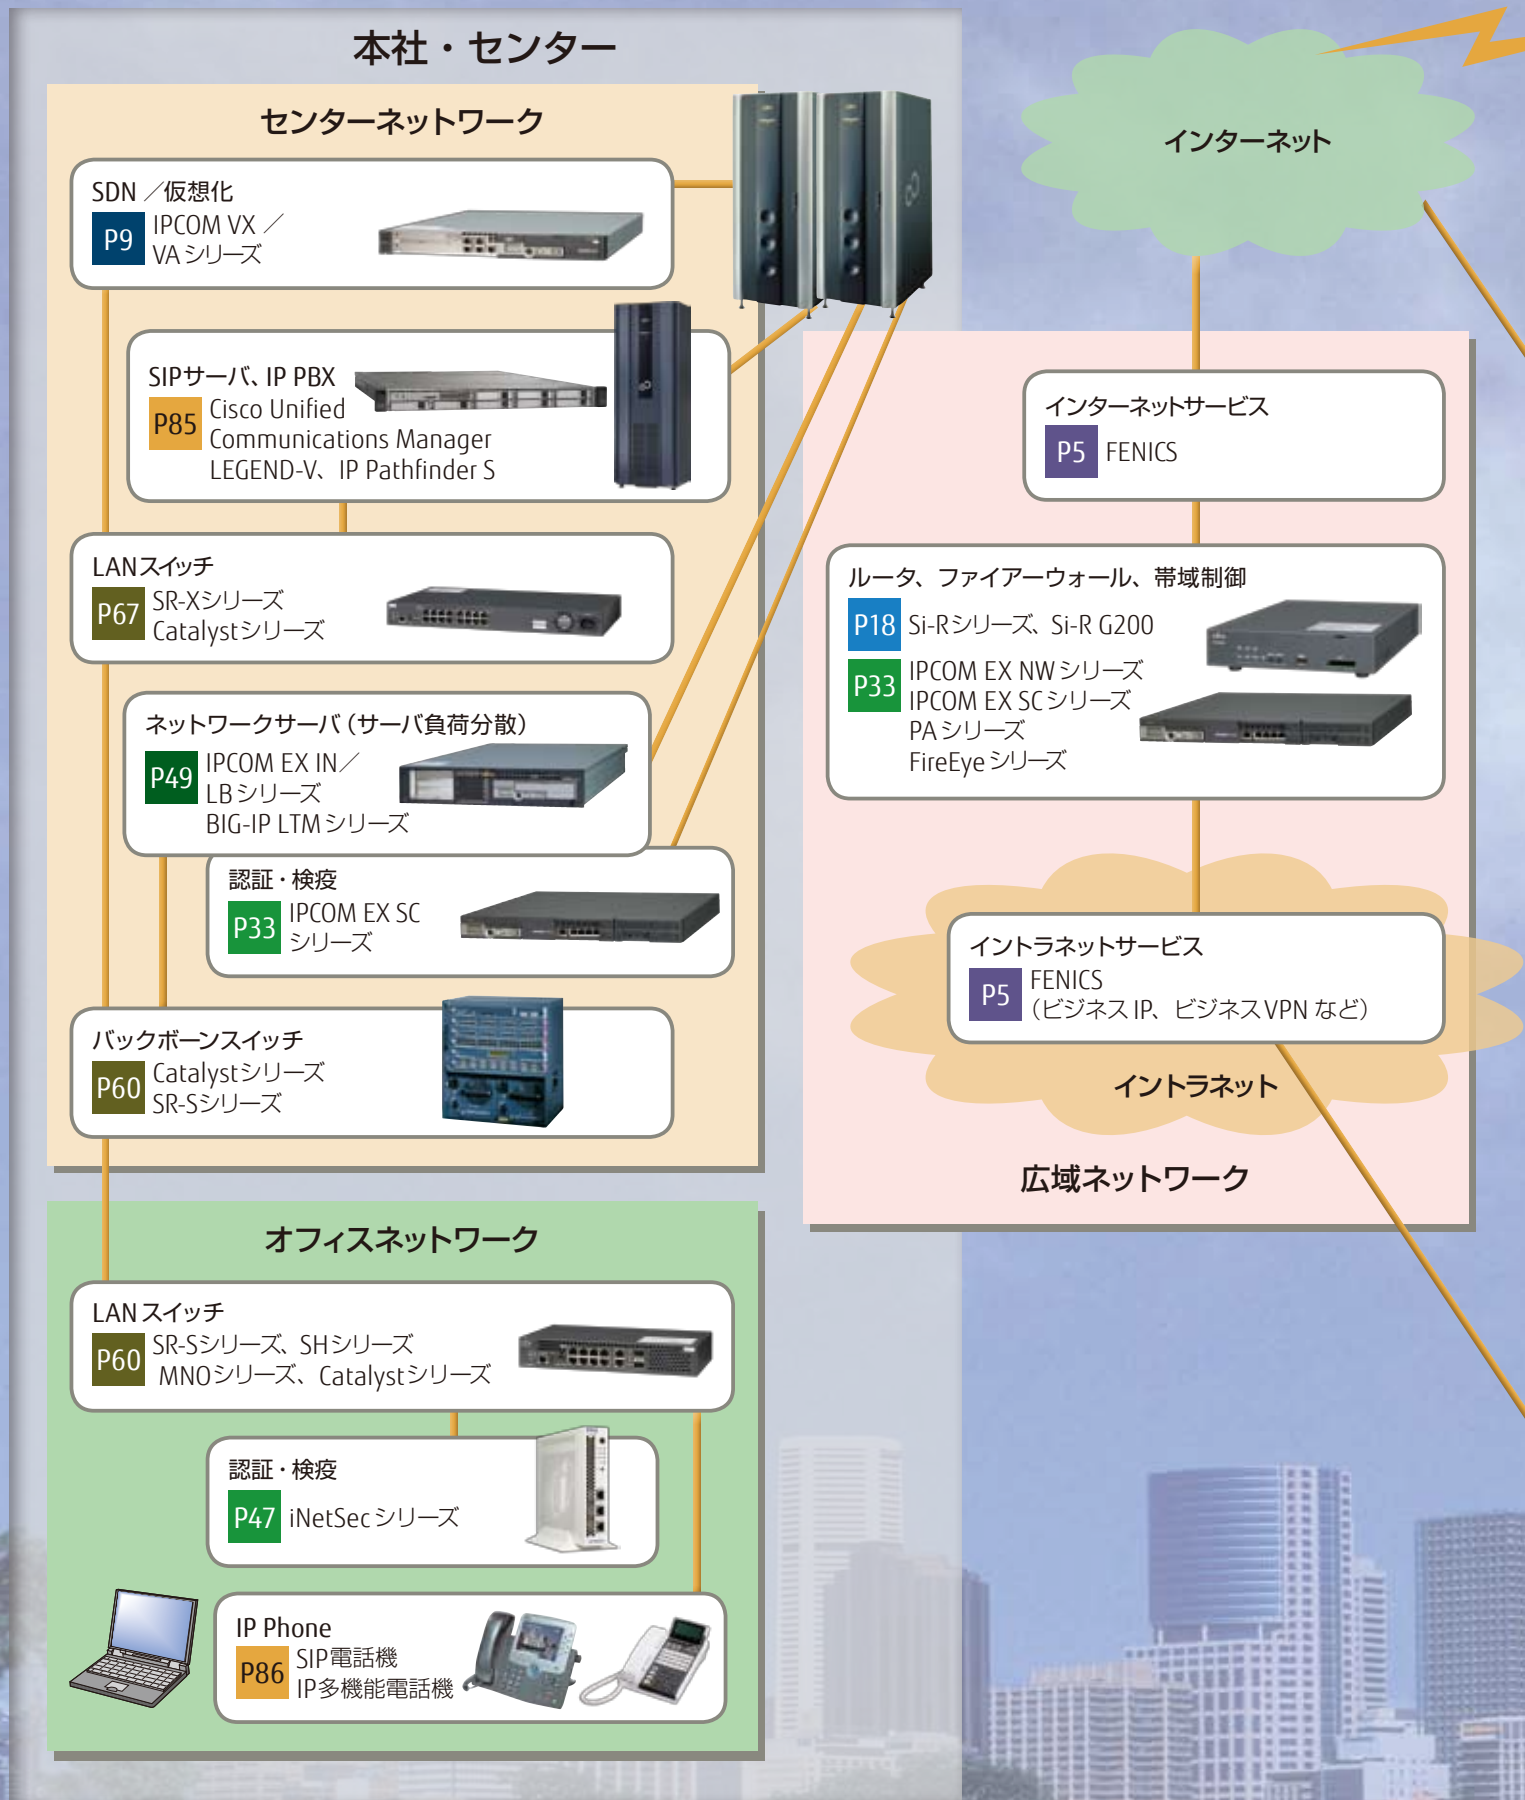 本社・センター
センターネットワーク
SDN ／仮想化
P9
IPCOM VX ／
VA シリーズ
SIPサーバ、IP PBX
P85
Cisco Unified
Communications Manager
LEGEND-V、IP Pathfinder S
LANスイッチ
P67
SR-Xシリーズ
Catalystシリーズ
ネットワークサーバ（サーバ負荷分散）
P49
IPCOM EX IN／
LB シリーズ
BIG-IP LTM シリーズ
認証・検疫
P33
IPCOM EX SC
シリーズ
バックボーンスイッチ
P60
Catalystシリーズ
SR-Sシリーズ
オフィスネットワーク
LAN スイッチ
P60
SR-Sシリーズ、SH シリーズ
MNOシリーズ、Catalystシリーズ
認証・検疫
P47
iNetSec シリーズ
IP Phone
P86
SIP電話機
IP多機能電話機
インターネット
インターネットサービス
P5
FENICS
ルータ、ファイアーウォール、帯域制御
P18
Si-R シリーズ、Si-R G200
P33
IPCOM EX NW シリーズ
IPCOM EX SC シリーズ
PA シリーズ
FireEye シリーズ
イントラネットサービス
P5
FENICS
（ビジネス IP、ビジネス VPN など）
イントラネット
広域ネットワーク